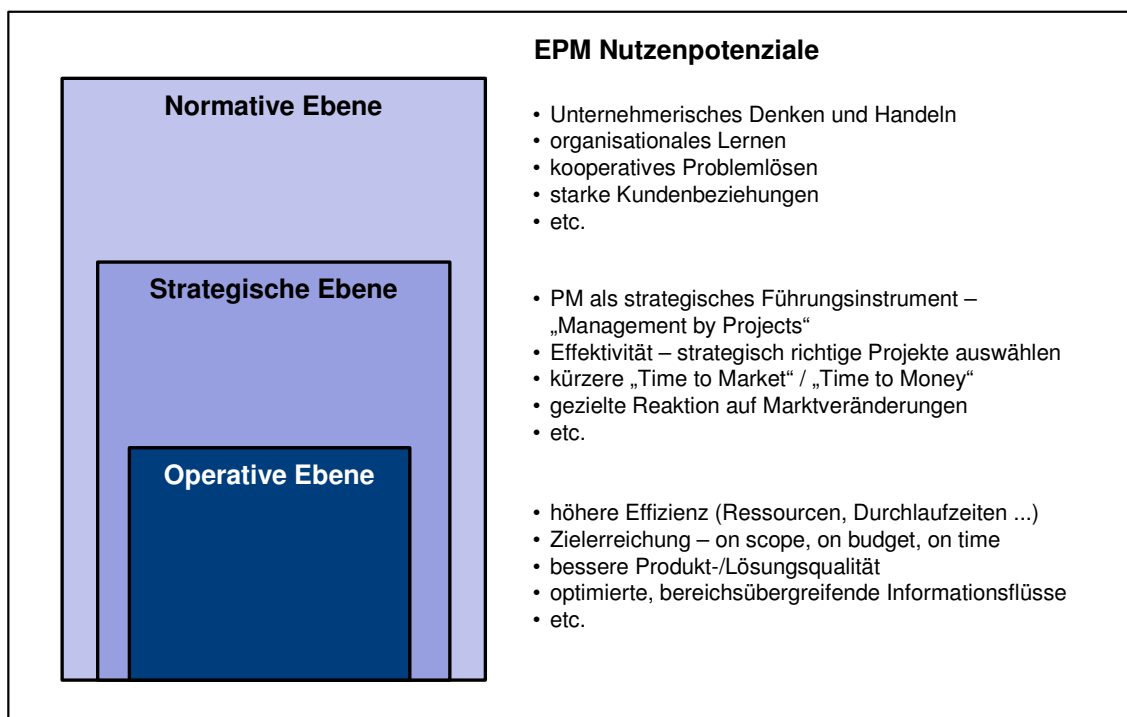 EPM Nutzenpotenziale
Normative Ebene
• Unternehmerisches Denken und Handeln
• organisationales Lernen
• kooperatives Problemlösen
• starke Kundenbeziehungen
• etc.
Strategische Ebene
• PM als strategisches Führungsinstrument –
„Management by Projects“
• Effektivität – strategisch richtige Projekte auswählen
• kürzere „Time to Market“ / „Time to Money“
• gezielte Reaktion auf Marktveränderungen
• etc.
Operative Ebene
• höhere Effizienz (Ressourcen, Durchlaufzeiten ...)
• Zielerreichung – on scope, on budget, on time
• bessere Produkt-/Lösungsqualität
• optimierte, bereichsübergreifende Informationsflüsse
• etc.